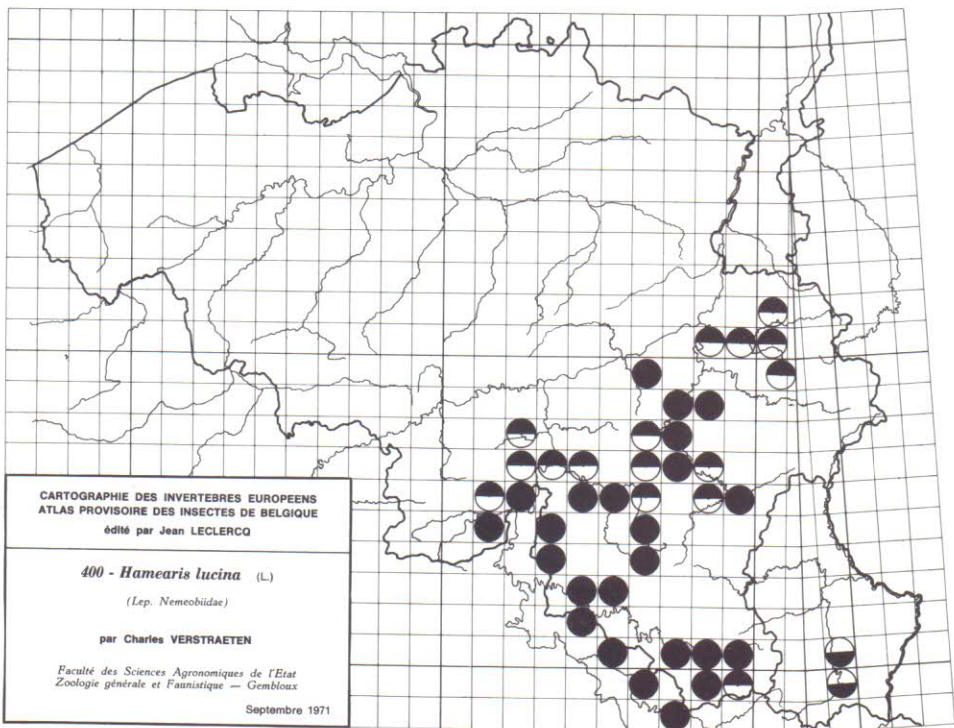 CARTOGRAPHIE DES INVERTEBRES EUROPEENS
ATLAS PROVISOIRE DES INSECTES DE BELGIQUE
édité par Jean LECLERCQ
400 - Hamearis lucina (L.)
(Lep. Nemeobiidae)
par Charles VERSTRAETEN
Faculté des Sciences Agronomiques de l'Etat
Zoologie générale et Faunistique — Gembloux
Septembre 1971